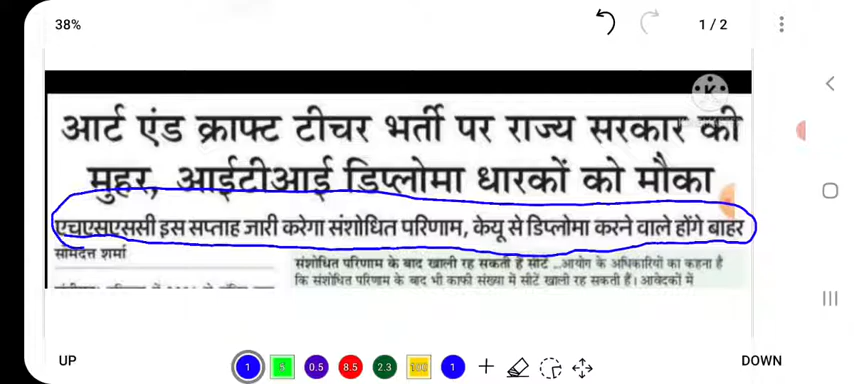 38%
1 / 2
आर्ट एंड क्राफ्ट टीचर भर्ती पर राज्य सरकार की
मुहर, आईटीआई डिप्लोमा धारकों को मौका
एचएसएससी इस सप्ताह जारी करेगा संशोधित परिणाम, केयू से डिप्लोमा करने वाले होंगे बाहर
सोमदत्त शर्मा
संशोधित परिणाम के बाद खाली रह सकती हैं सीटें ...आयोग के अधिकारियों का कहना है
कि संशोधित परिणाम के बाद भी काफी संख्या में सीटें खाली रह सकती हैं। आवेदकों में
UP
1 5 0.5 8.5 2.3 100 1
DOWN